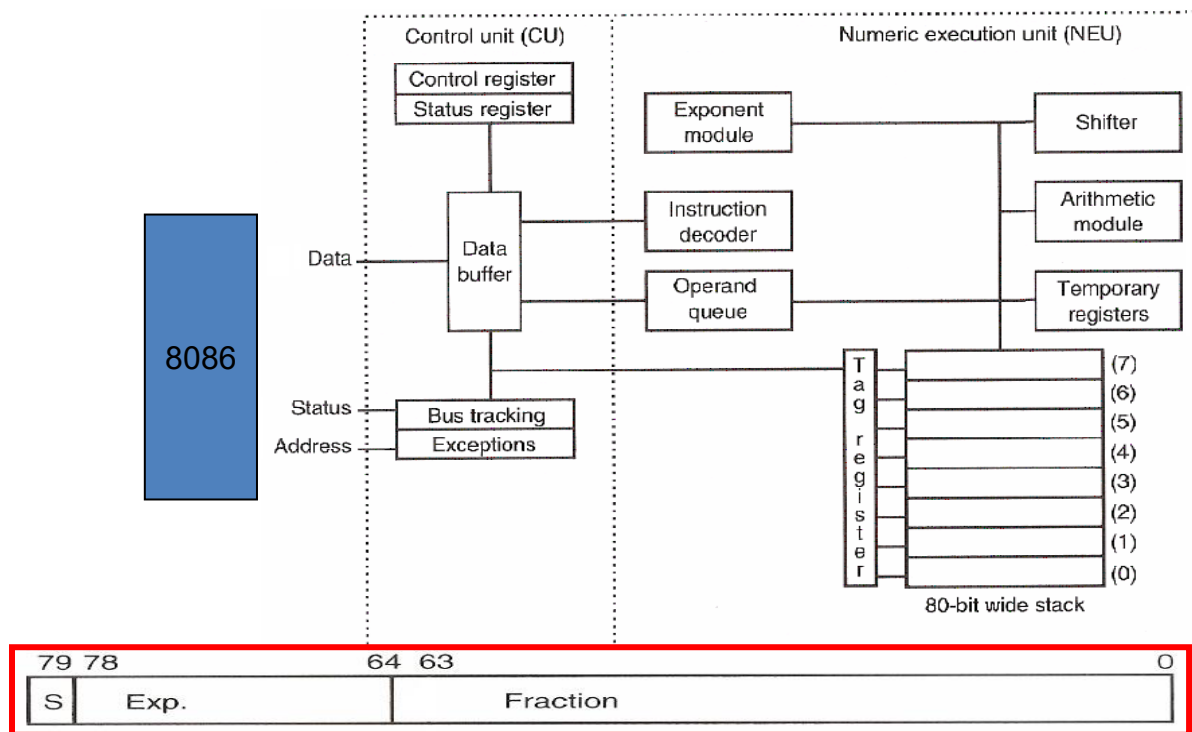 Control unit (CU)
Numeric execution unit (NEU)
Control register
Status register
Exponent
module
Shifter
8086
Data
Data
buffer
Instruction
decoder
Arithmetic
module
Operand
queue
Temporary
registers
Status
Address
Bus tracking
Exceptions
Tag register
(7)
(6)
(5)
(4)
(3)
(2)
(1)
(0)
80-bit wide stack
79 78 64 63 0
S Exp. Fraction